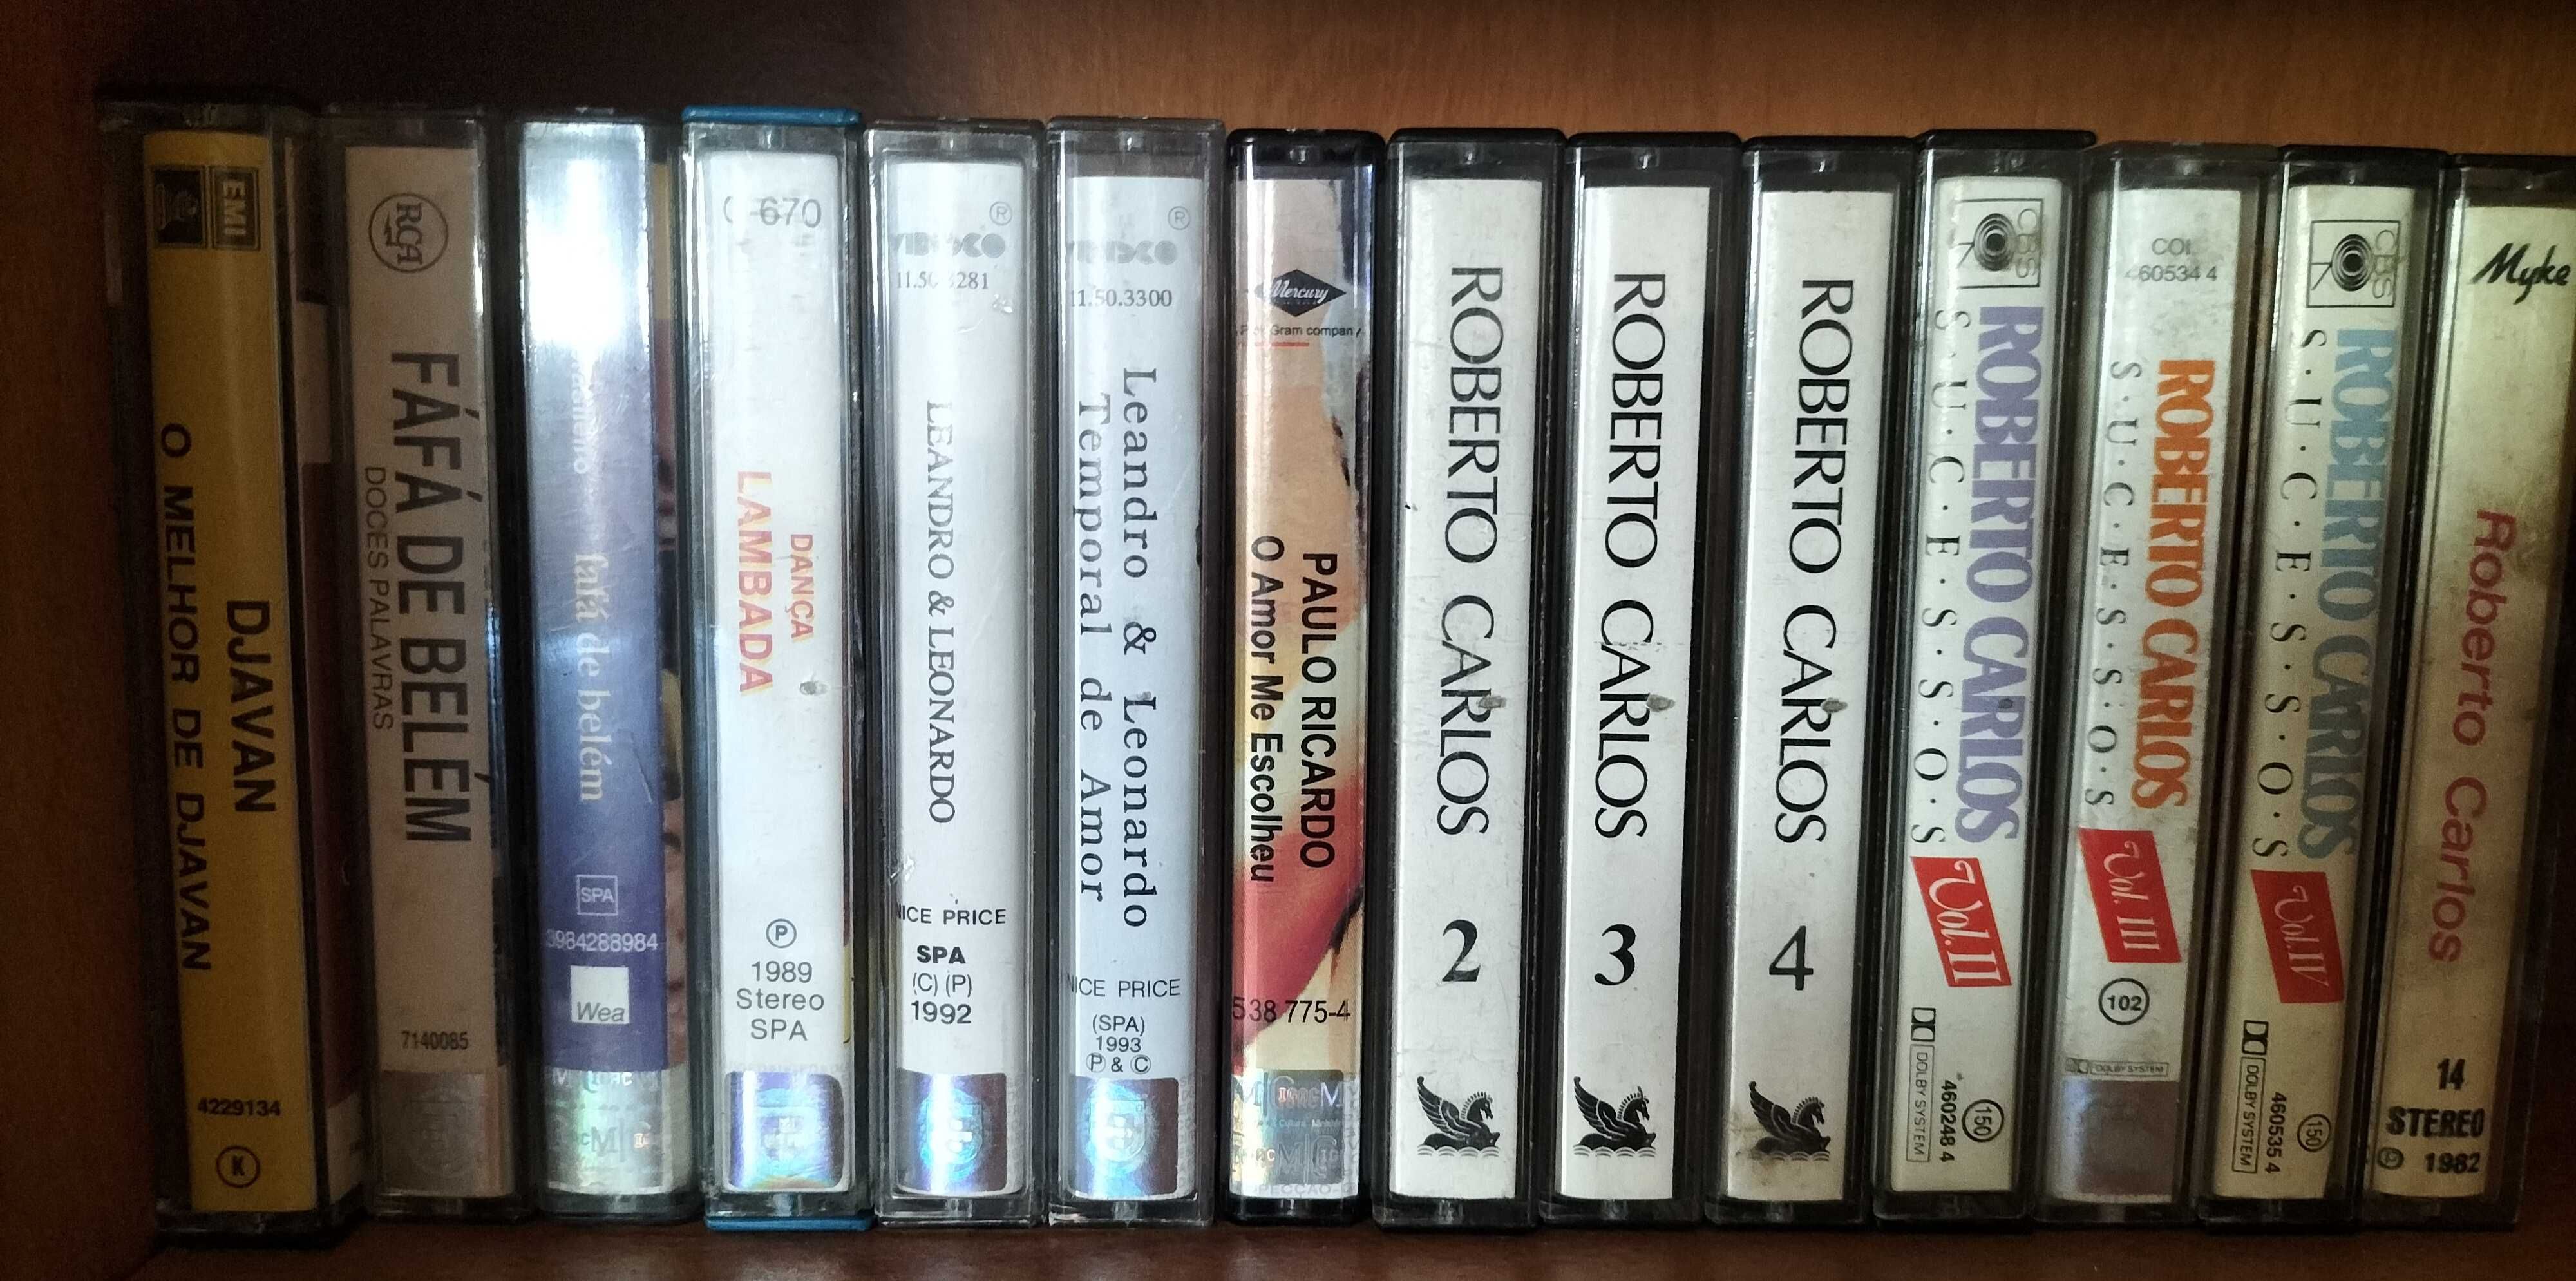 EMI
DJAVAN
O MELHOR DE DJAVAN
4229134
K
RCA
FÁFÁ DE BELÉM
DOCES PALAVRAS
7140085
fafá de belém
SPA
3984288984
Wea
670
DANÇA
LAMBADA
Ⓟ
1989
Stereo
SPA
®
LEANDRO & LEONARDO
NICE PRICE
SPA
(C) (P)
1992
®
11.50.3300
Leandro & Leonardo
Temporal de Amor
NICE PRICE
(SPA)
1993
Ⓟ & ©
Mercury
Gram company
PAULO RICARDO
O Amor Me Escolheu
538 775-4
ROBERTO CARLOS 2
ROBERTO CARLOS 3
ROBERTO CARLOS 4
CBS
ROBERTO CARLOS
S·U·C·E·S·S·O·S
Vol. II
DOLBY SYSTEM
460248 4
150
460534 4
ROBERTO CARLOS
S·U·C·E·S·S·O·S
Vol. III
102
DOLBY SYSTEM
CBS
ROBERTO CARLOS
S·U·C·E·S·S·O·S
Vol. IV
DOLBY SYSTEM
460535 4
150
Myke
Roberto Carlos
14
STEREO
Ⓟ 1982